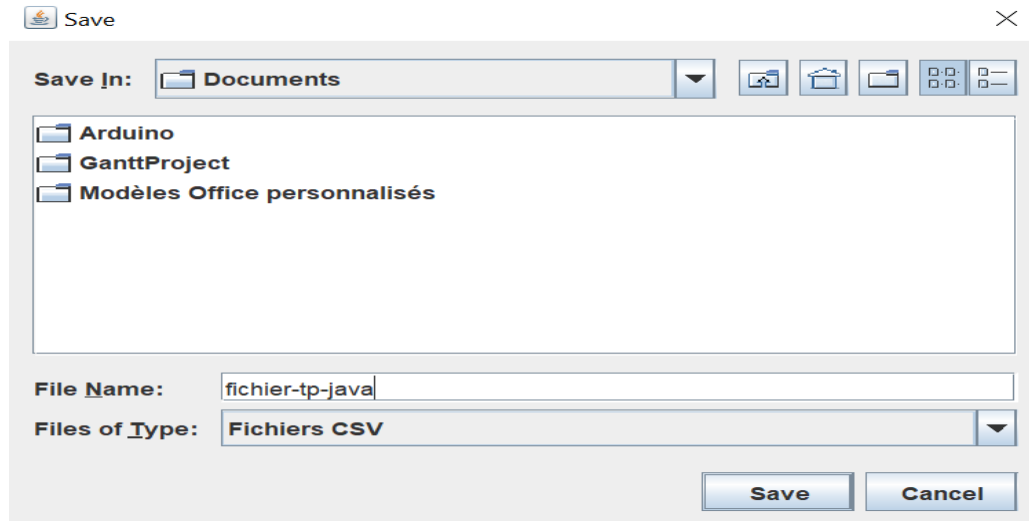 Save
Save In: Documents
Arduino
GanttProject
Modèles Office personnalisés
File Name: fichier-tp-java
Files of Type: Fichiers CSV
Save Cancel